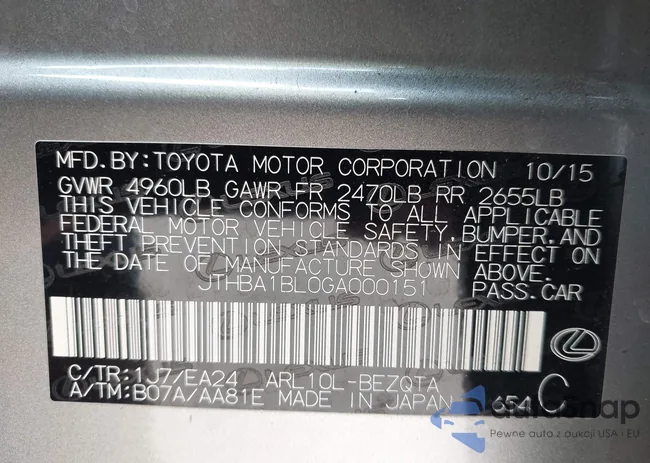 MFD.BY:TOYOTA MOTOR CORPORATION 10/15
GVWR 4960LB GAWR FR 2470LB RR 2655LB
THIS VEHICLE CONFORMS TO ALL APPLICABLE
FEDERAL MOTOR VEHICLE SAFETY,BUMPER,AND
THEFT PREVENTION STANDARDS IN EFFECT ON
THE DATE OF MANUFACTURE SHOWN ABOVE.
JTHBA1BL0GA000151 PASS.CAR
C/TR:1J7/EA24 ARL10L-BEZQTA C
A/TM:B07A/AA81E MADE IN JAPAN 654
autasnap
Pewne auta z aukcji USA i EU